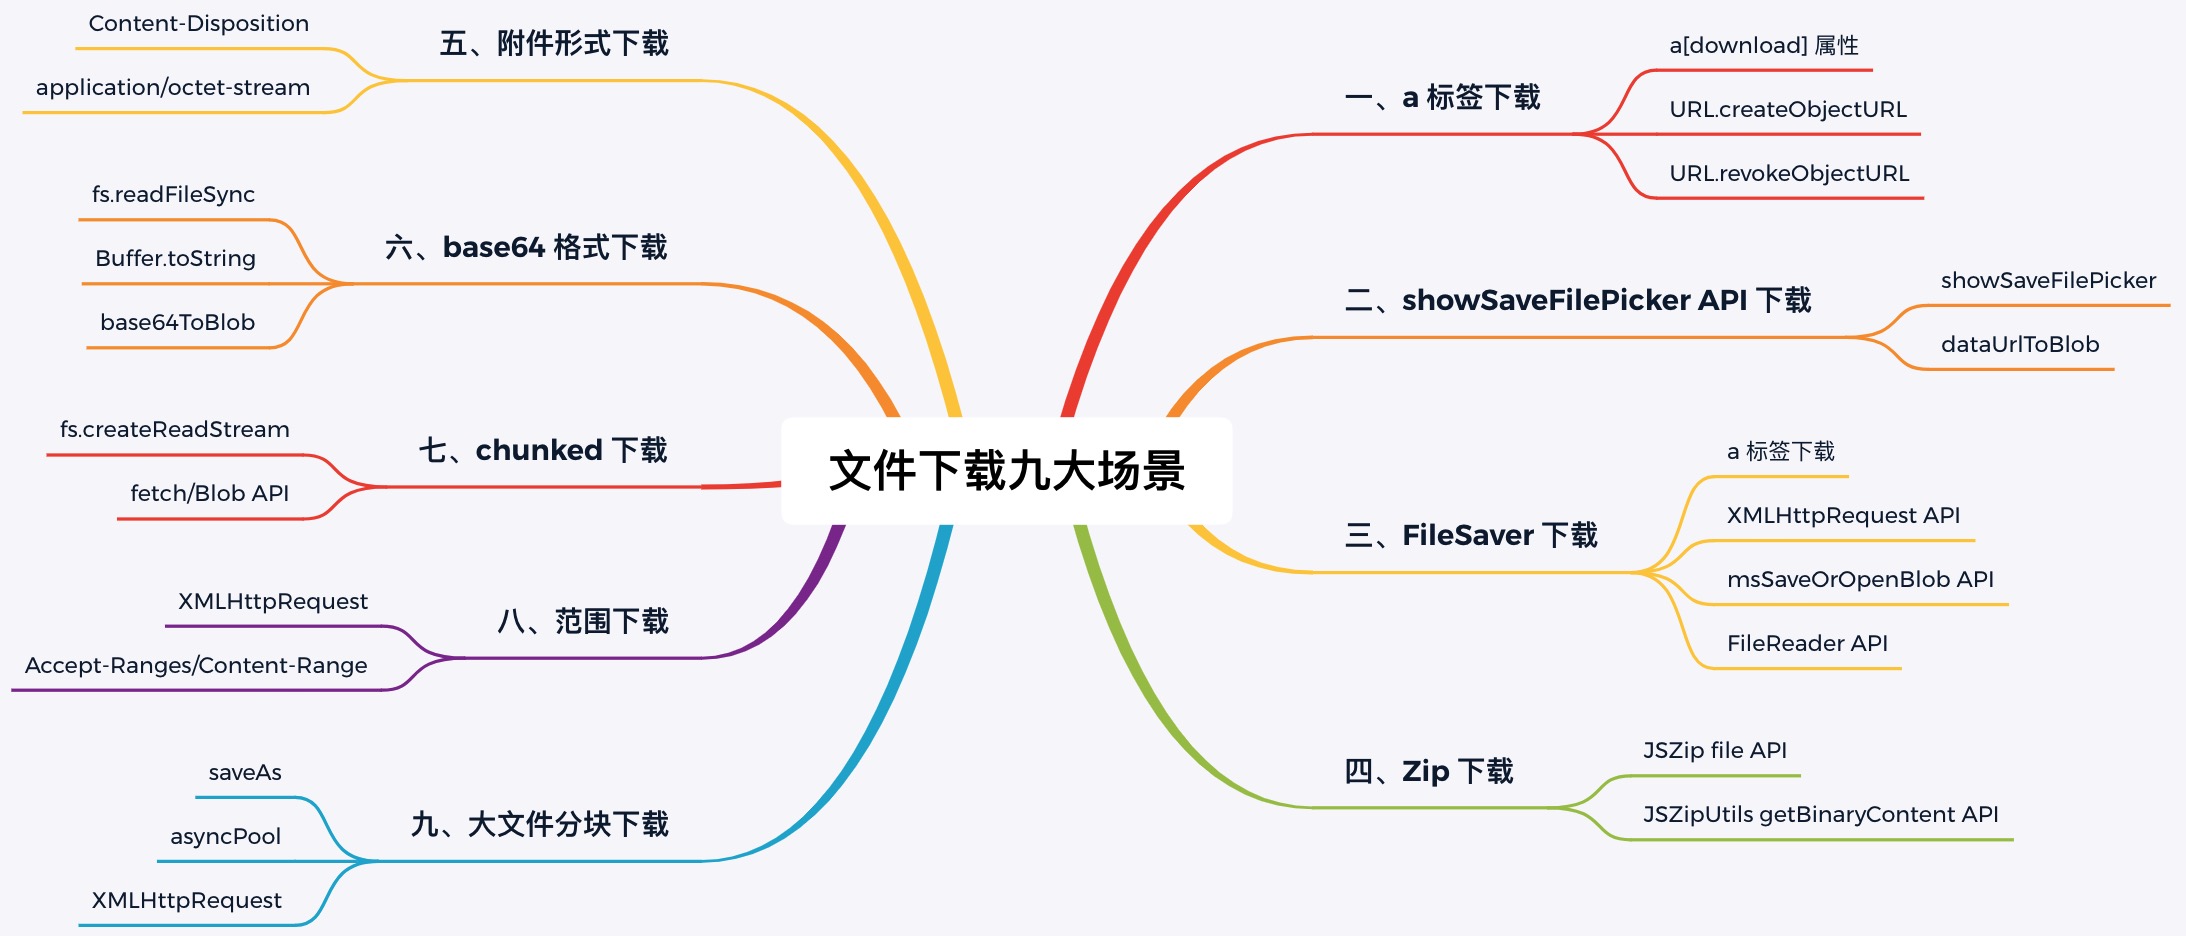 文件下载九大场景
一、a 标签下载
a[download] 属性
URL.createObjectURL
URL.revokeObjectURL
二、showSaveFilePicker API 下载
showSaveFilePicker
dataUrlToBlob
三、FileSaver 下载
a 标签下载
XMLHttpRequest API
msSaveOrOpenBlob API
FileReader API
四、Zip 下载
JSZip file API
JSZipUtils getBinaryContent API
五、附件形式下载
Content-Disposition
application/octet-stream
六、base64 格式下载
fs.readFileSync
Buffer.toString
base64ToBlob
七、chunked 下载
fs.createReadStream
fetch/Blob API
八、范围下载
XMLHttpRequest
Accept-Ranges/Content-Range
九、大文件分块下载
saveAs
asyncPool
XMLHttpRequest